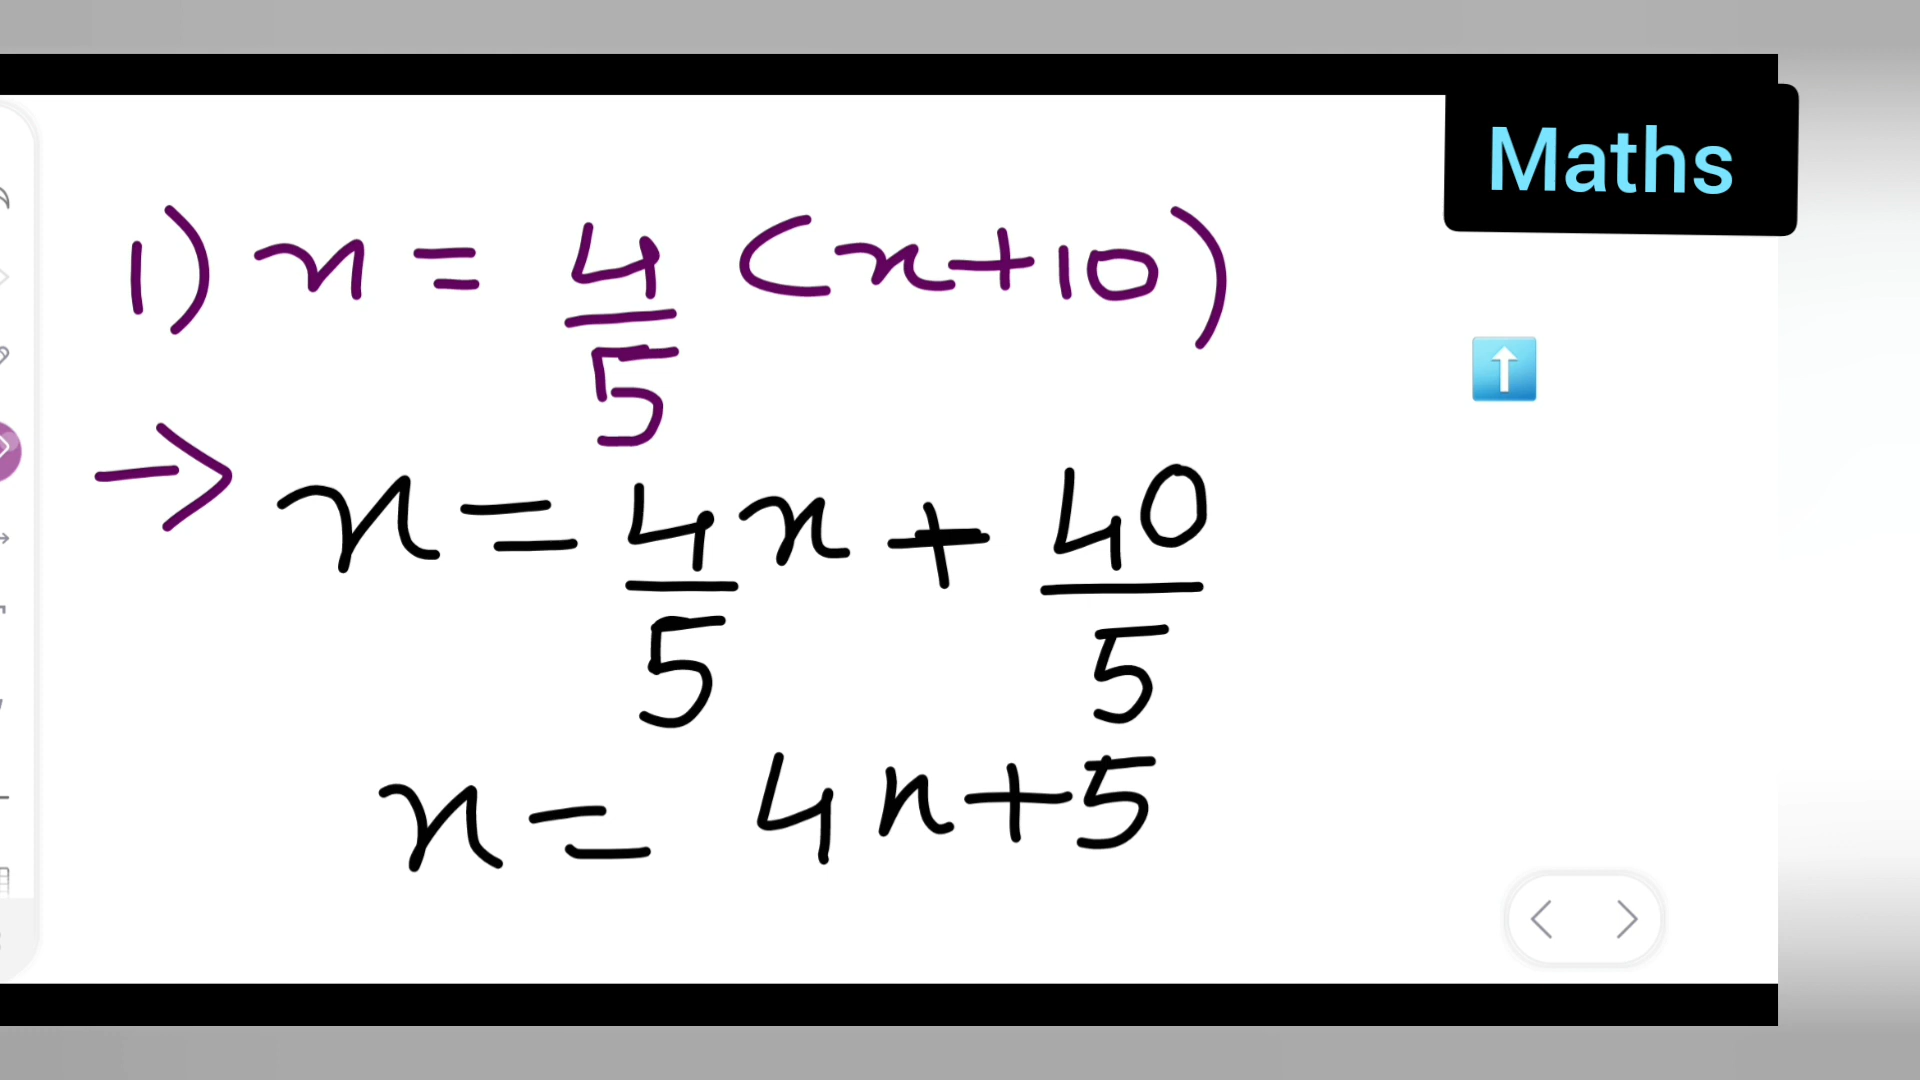 Maths
1) x = 4/5 (x+10)
→ x = 4/5 x + 40/5
x = 4x+5